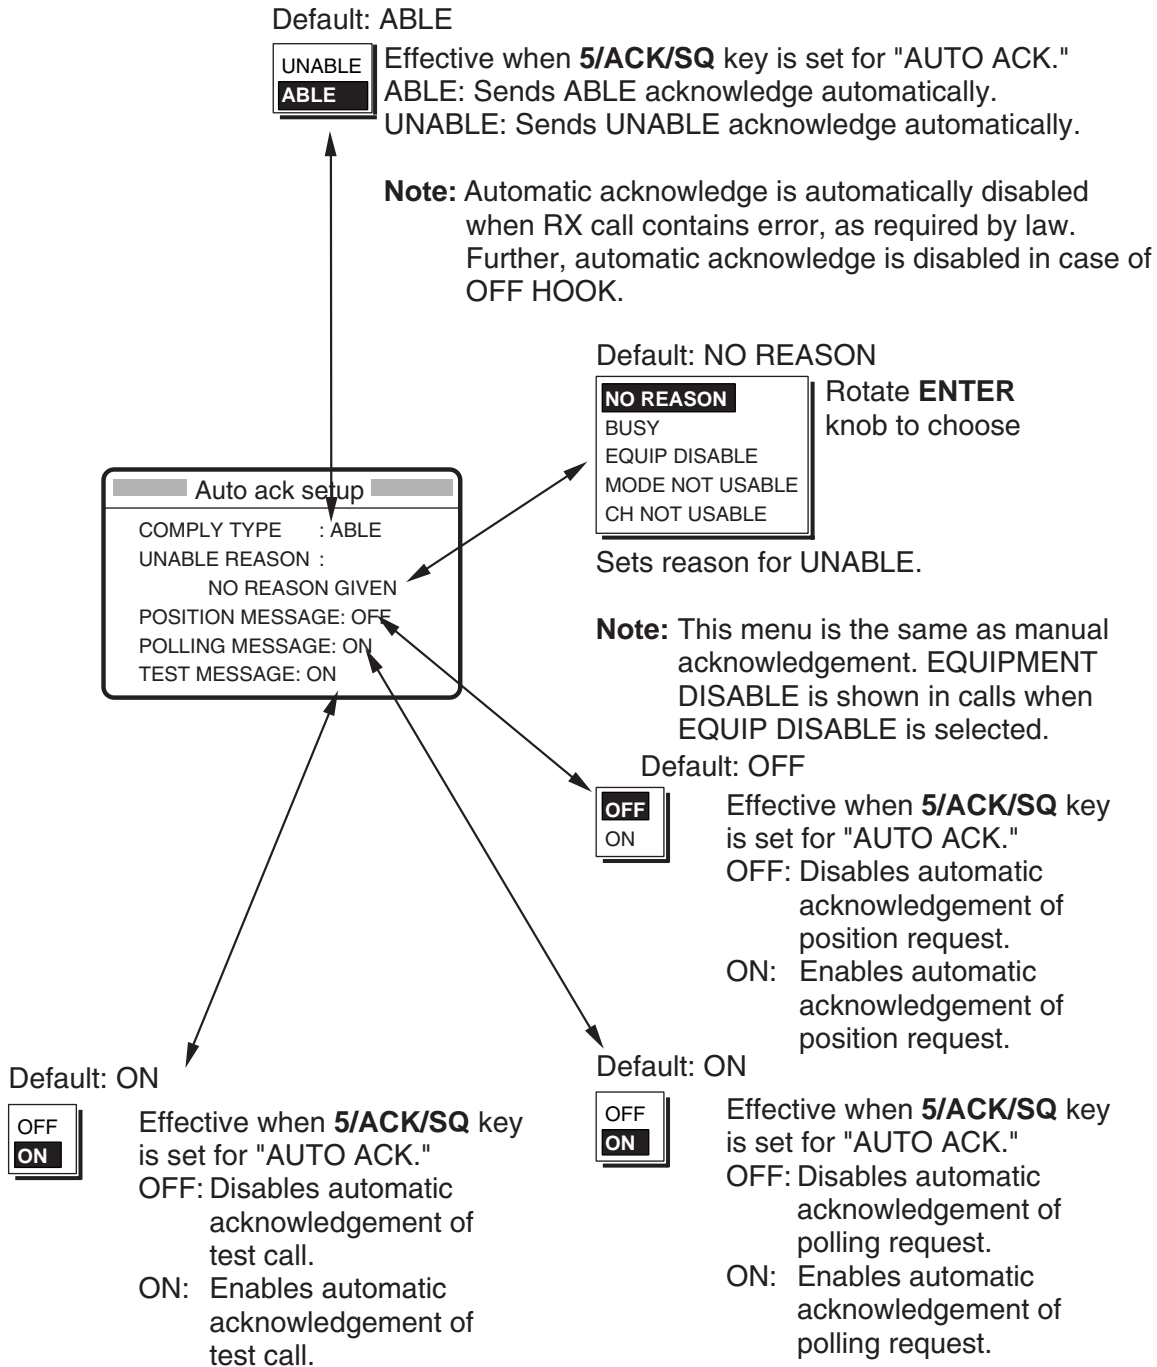 Default: ABLE
UNABLE
ABLE
Effective when 5/ACK/SQ key is set for "AUTO ACK."
ABLE: Sends ABLE acknowledge automatically.
UNABLE: Sends UNABLE acknowledge automatically.
Note: Automatic acknowledge is automatically disabled
when RX call contains error, as required by law.
Further, automatic acknowledge is disabled in case of
OFF HOOK.
Default: NO REASON
NO REASON
BUSY
EQUIP DISABLE
MODE NOT USABLE
CH NOT USABLE
Rotate ENTER
knob to choose
Sets reason for UNABLE.
Note: This menu is the same as manual
acknowledgement. EQUIPMENT
DISABLE is shown in calls when
EQUIP DISABLE is selected.
Auto ack setup
COMPLY TYPE : ABLE
UNABLE REASON :
NO REASON GIVEN
POSITION MESSAGE: OFF
POLLING MESSAGE: ON
TEST MESSAGE: ON
Default: OFF
OFF
ON
Effective when 5/ACK/SQ key
is set for "AUTO ACK."
OFF: Disables automatic
acknowledgement of
position request.
ON: Enables automatic
acknowledgement of
position request.
Default: ON
OFF
ON
Effective when 5/ACK/SQ key
is set for "AUTO ACK."
OFF: Disables automatic
acknowledgement of
test call.
ON: Enables automatic
acknowledgement of
test call.
Default: ON
OFF
ON
Effective when 5/ACK/SQ key
is set for "AUTO ACK."
OFF: Disables automatic
acknowledgement of
polling request.
ON: Enables automatic
acknowledgement of
polling request.